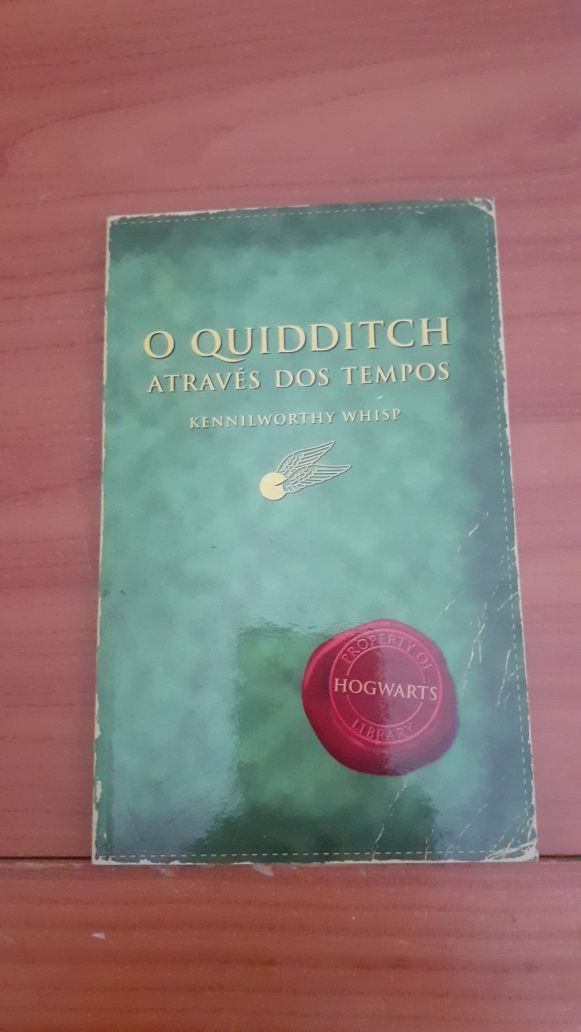 O QUIDDITCH
ATRAVÉS DOS TEMPOS
KENNILWORTHY WHISP
PROPERTY OF
HOGWARTS
LIBRARY